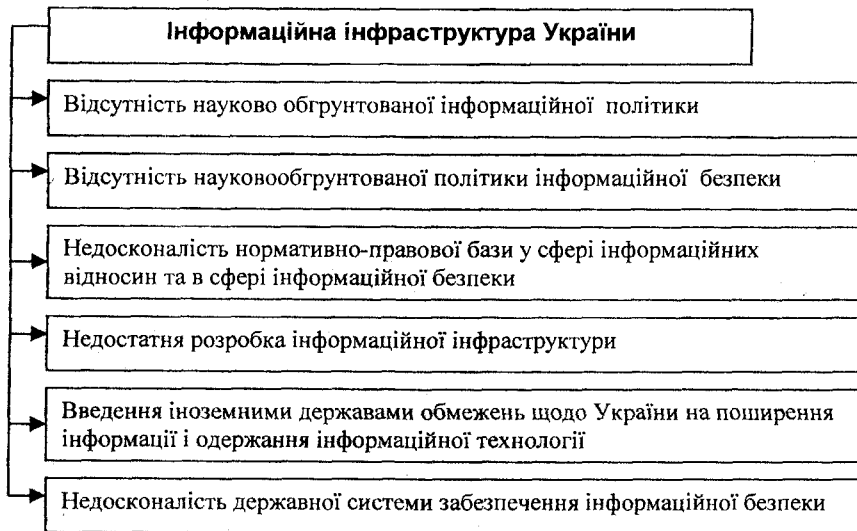 Інформаційна інфраструктура України
Відсутність науково обгрунтованої інформаційної політики
Відсутність науковообгрунтованої політики інформаційної безпеки
Недосконалість нормативно-правової бази у сфері інформаційних
відносин та в сфері інформаційної безпеки
Недостатня розробка інформаційної інфраструктури
Введення іноземними державами обмежень щодо України на поширення
інформації і одержання інформаційної технології
Недосконалість державної системи забезпечення інформаційної безпеки